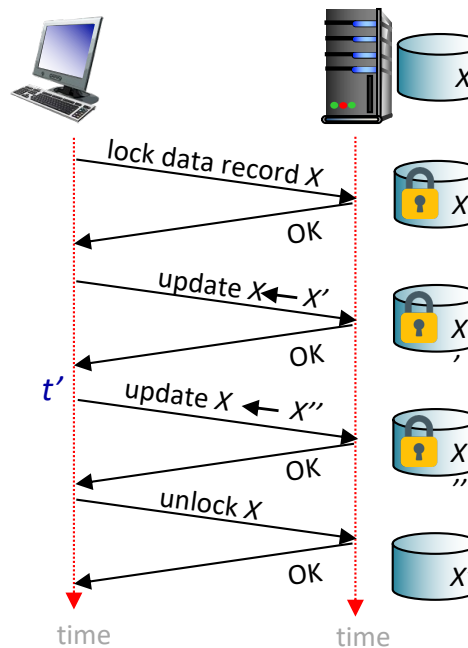 X
lock data record X
X
OK
update X ← X'
X
'
OK
t'
update X ← X''
X
''
OK
unlock X
X
OK
time
time